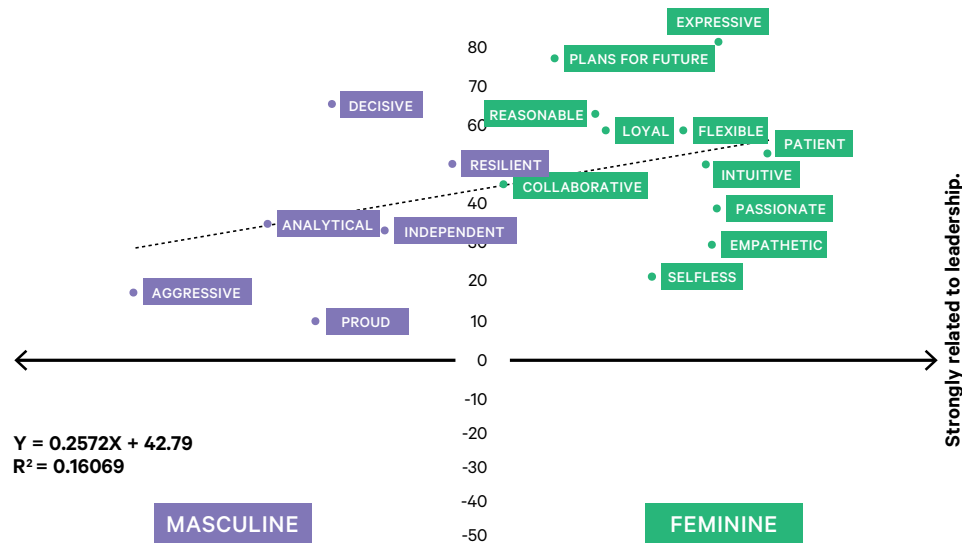 EXPRESSIVE
80
PLANS FOR FUTURE
70
DECISIVE
REASONABLE
60
LOYAL
FLEXIBLE
PATIENT
RESILIENT
INTUITIVE
COLLABORATIVE
40
PASSIONATE
ANALYTICAL
INDEPENDENT
30
EMPATHETIC
20
SELFLESS
AGGRESSIVE
10
PROUD
0
Strongly related to leadership.
-10
-20
Y = 0.2572X + 42.79
R² = 0.16069
-30
-40
MASCULINE
FEMININE
-50